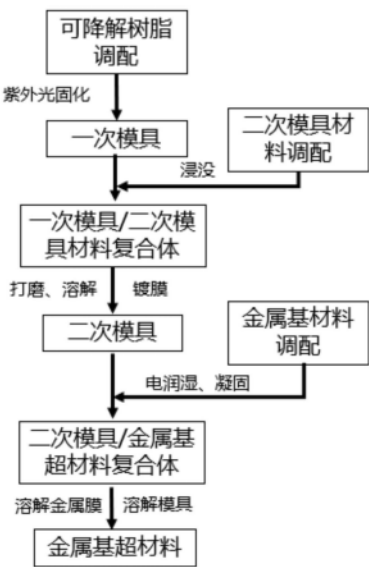 可降解树脂
调配
紫外光固化
一次模具
二次模具材
料调配
浸没
一次模具/二次模
具材料复合体
打磨、溶解 镀膜
二次模具
金属基材料
调配
电润湿、凝固
二次模具/金属基
超材料复合体
溶解金属膜 溶解模具
金属基超材料